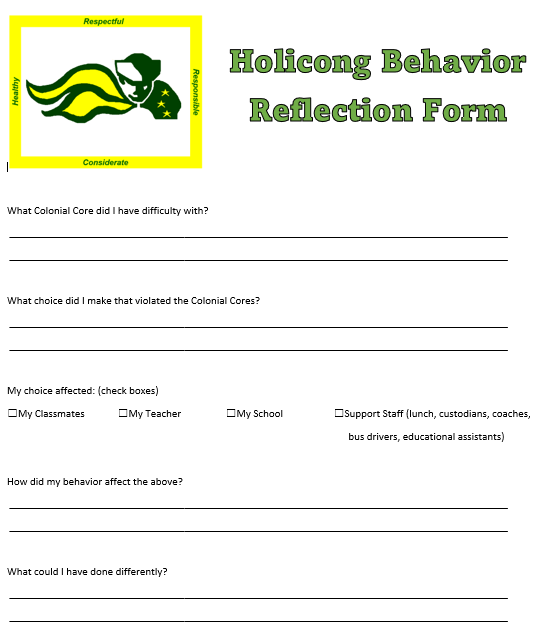 Respectful
Healthy
Responsible
Considerate
Holicong Behavior
Reflection Form
What Colonial Core did I have difficulty with?
What choice did I make that violated the Colonial Cores?
My choice affected: (check boxes)
☐My Classmates ☐My Teacher ☐My School ☐Support Staff (lunch, custodians, coaches,
bus drivers, educational assistants)
How did my behavior affect the above?
What could I have done differently?